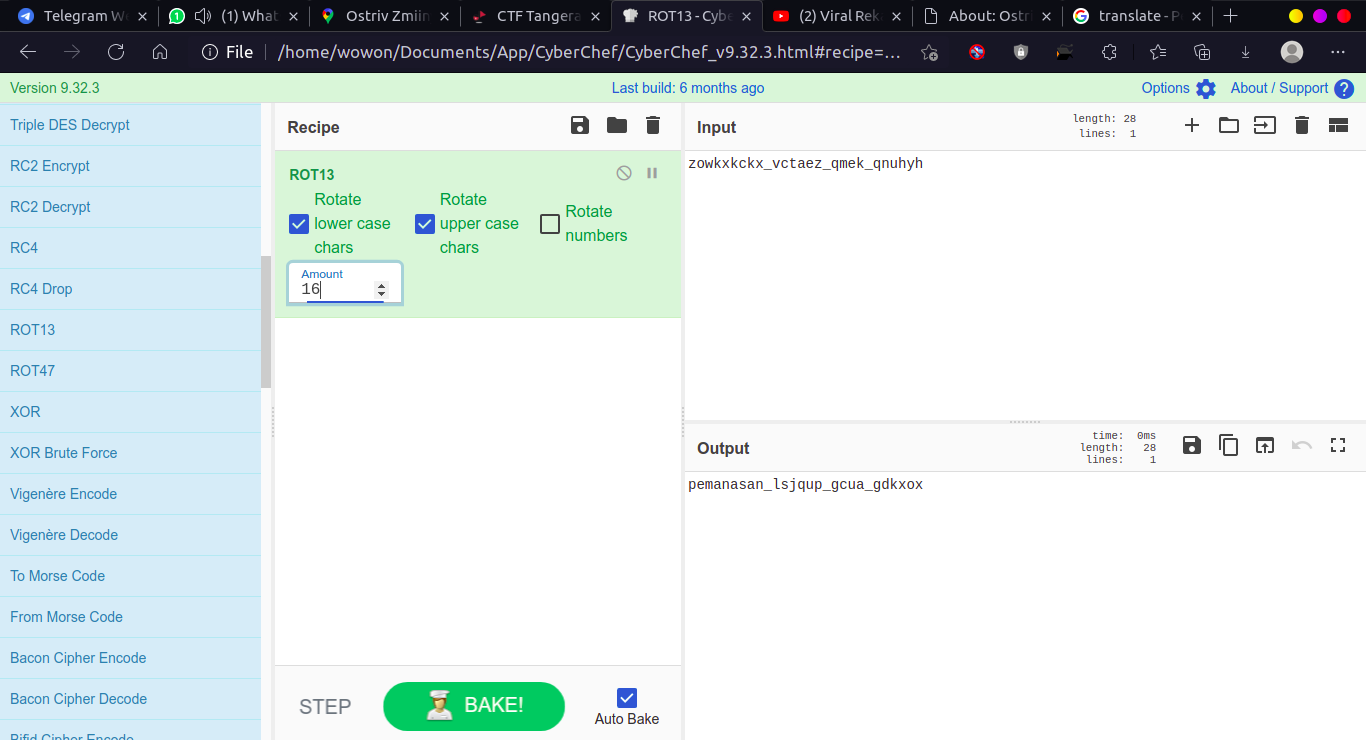 Telegram W
(1) What
Ostriv Zmiin
CTF Tangera
ROT13 - Cybe
(2) Viral Rek
About: Ostri
translate - P
File
/home/wowon/Documents/App/CyberChef/CyberChef_v9.32.3.html#recipe=...
Version 9.32.3
Last build: 6 months ago
Options
About / Support
Triple DES Decrypt
RC2 Encrypt
RC2 Decrypt
RC4
RC4 Drop
ROT13
ROT47
XOR
XOR Brute Force
Vigenère Encode
Vigenère Decode
To Morse Code
From Morse Code
Bacon Cipher Encode
Bacon Cipher Decode
Bifid Cipher Encode
Recipe
ROT13
Rotate
lower case
chars
Rotate
upper case
chars
Rotate
numbers
Amount
16
STEP
BAKE!
Auto Bake
Input
length: 28
lines: 1
zowkxkckx_vctaez_qmek_qnuhyh
Output
time: 0ms
length: 28
lines: 1
pemanasan_lsjqup_gcua_gdkxox